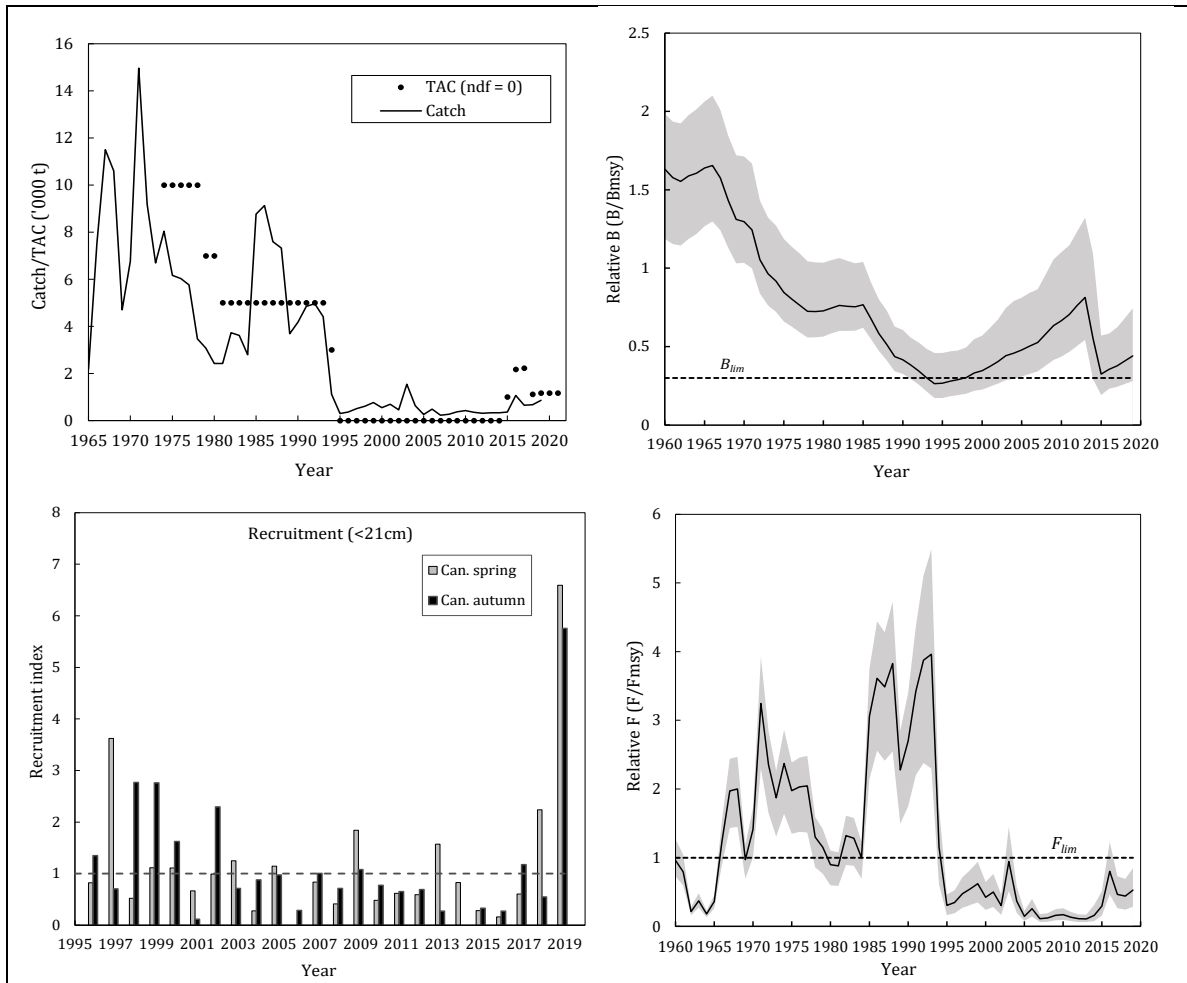 16
14
12
10
8
6
4
2
0
Catch/TAC ('000 t)
TAC (ndf = 0)
Catch
1965 1970 1975 1980 1985 1990 1995 2000 2005 2010 2015 2020
Year
2.5
2
1.5
1
0.5
0
Relative B (B/Bmsy)
Blim
1960 1965 1970 1975 1980 1985 1990 1995 2000 2005 2010 2015 2020
Year
8
7
6
5
4
3
2
1
0
Recruitment index
Recruitment (<21cm)
Can. spring
Can. autumn
1995 1997 1999 2001 2003 2005 2007 2009 2011 2013 2015 2017 2019
Year
6
5
4
3
2
1
0
Relative F (F/Fmsy)
Flim
1960 1965 1970 1975 1980 1985 1990 1995 2000 2005 2010 2015 2020
Year